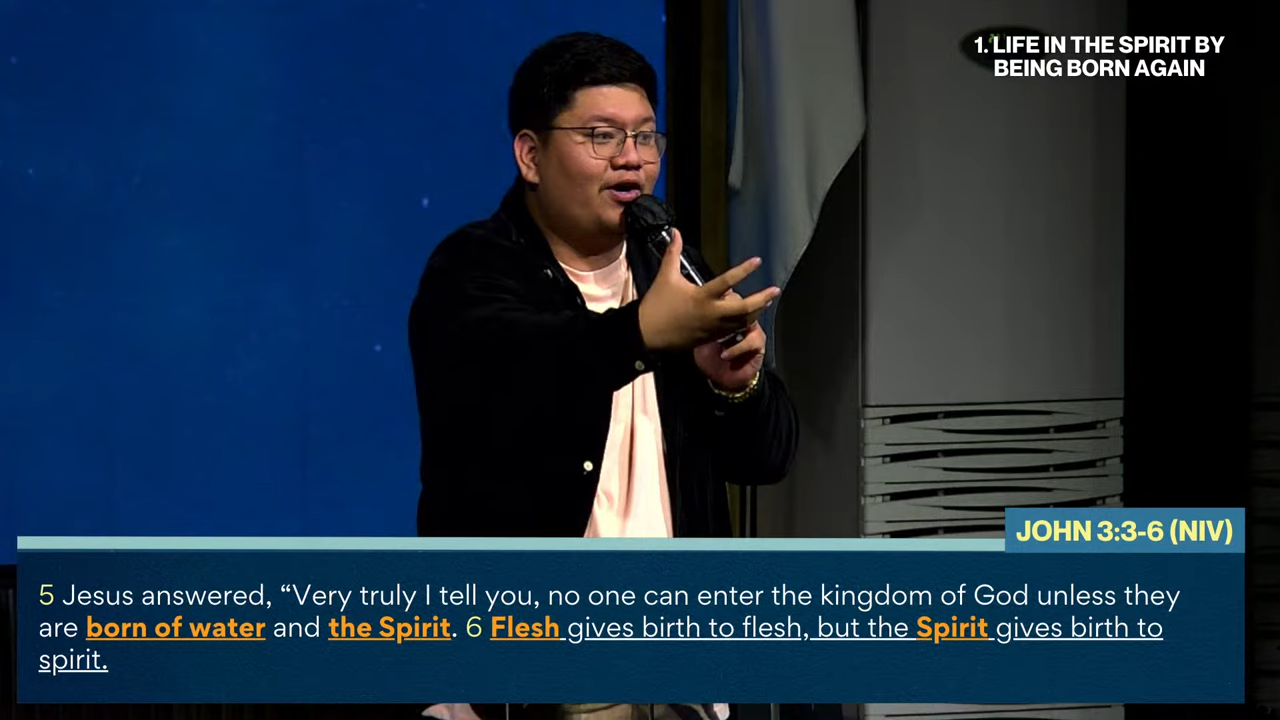 1. LIFE IN THE SPIRIT BY
BEING BORN AGAIN
JOHN 3:3-6 (NIV)
5 Jesus answered, “Very truly I tell you, no one can enter the kingdom of God unless they
are born of water and the Spirit. 6 Flesh gives birth to flesh, but the Spirit gives birth to
spirit.